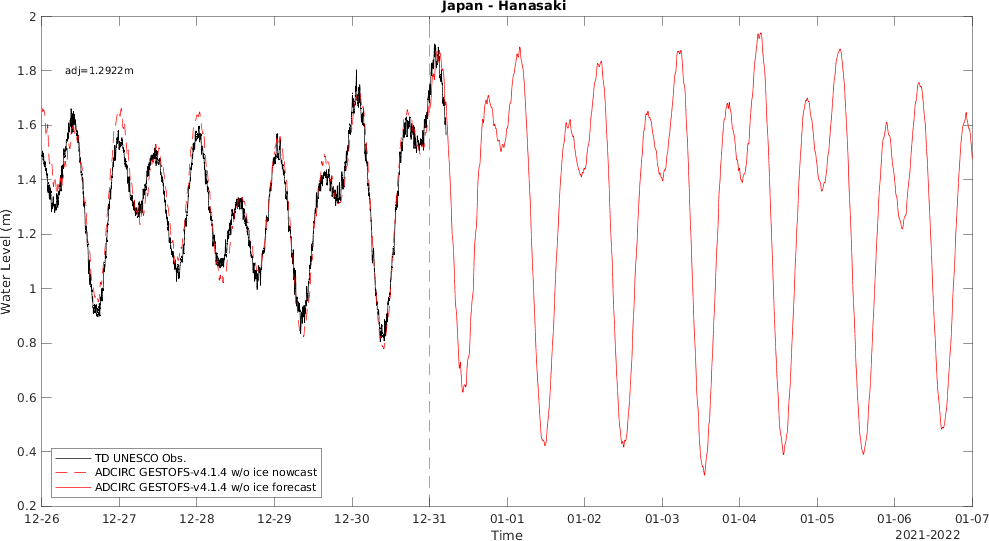 Japan - Hanasaki
adj=1.2922m
Water Level (m)
2
1.8
1.6
1.4
1.2
1
0.8
0.6
0.4
0.2
TD UNESCO Obs.
ADCIRC GESTOFS-v4.1.4 w/o ice nowcast
ADCIRC GESTOFS-v4.1.4 w/o ice forecast
12-26 12-27 12-28 12-29 12-30 12-31 01-01 01-02 01-03 01-04 01-05 01-06 01-07
Time
2021-2022